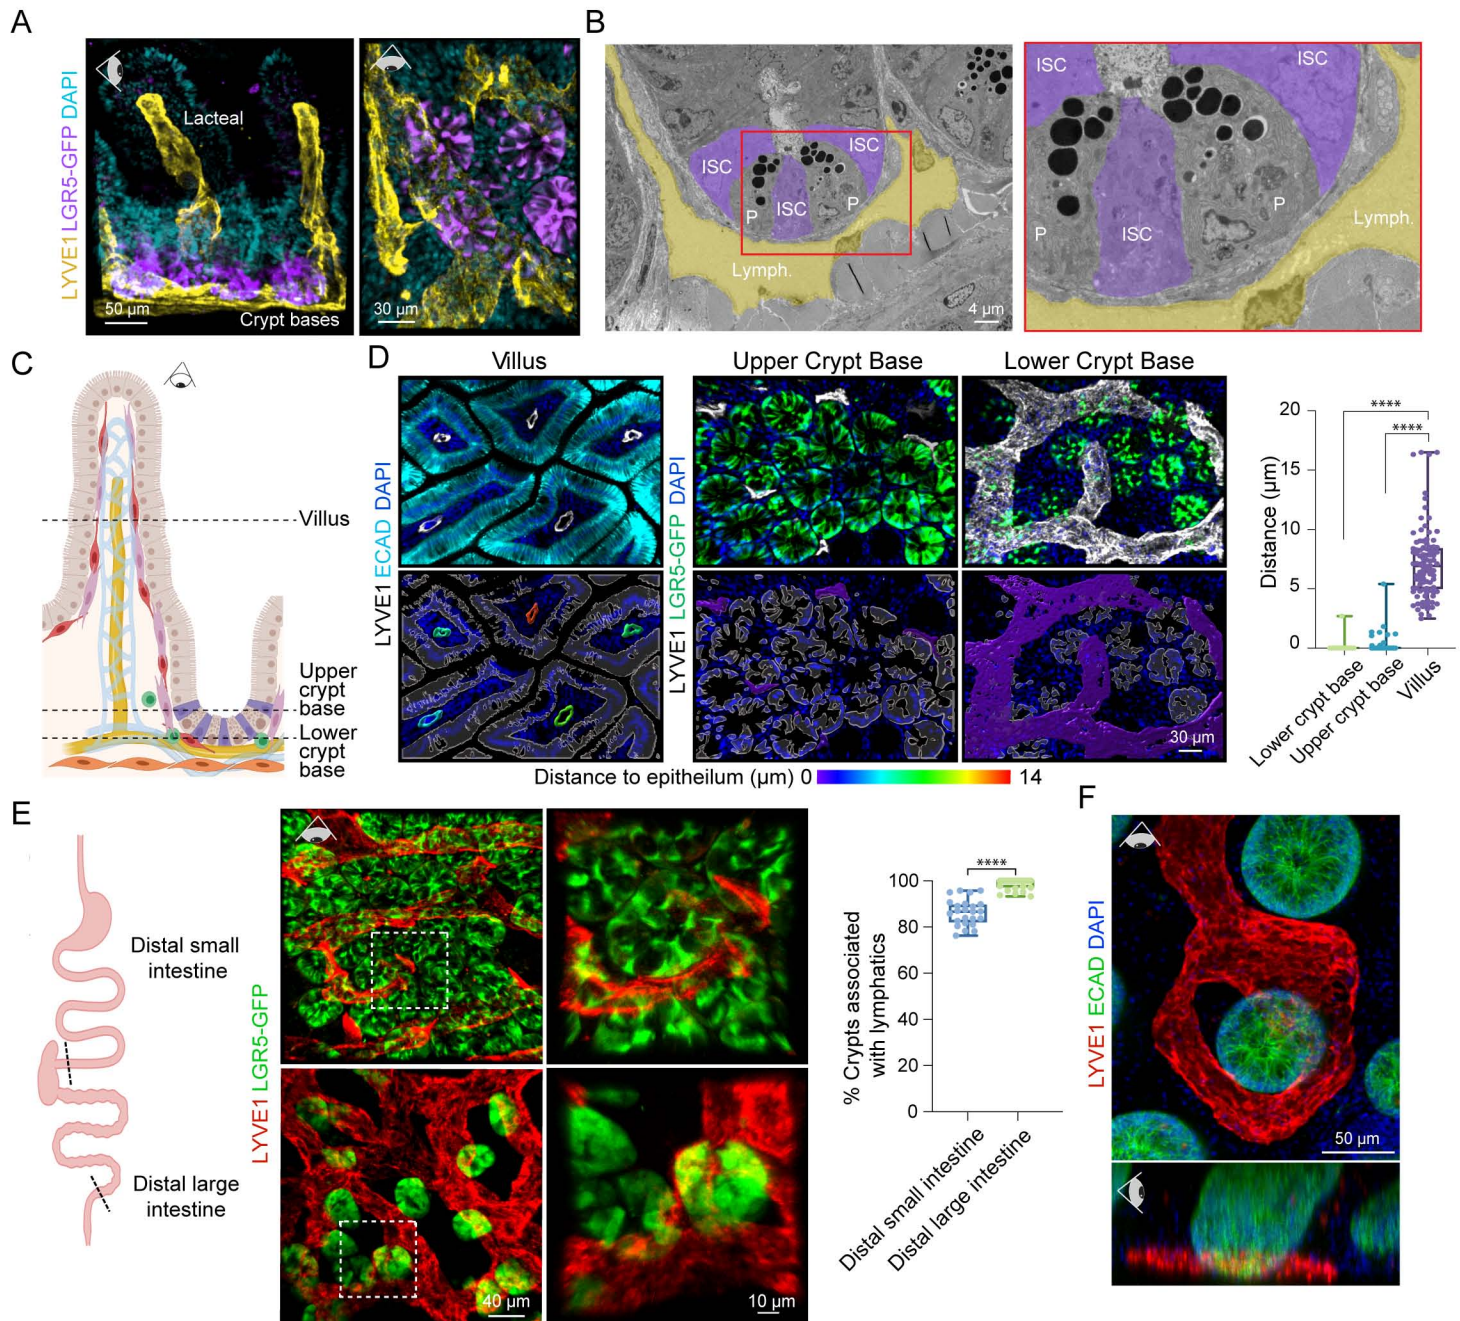 A
LYVE1 LGR5-GFP DAPI
Lacteal
50 µm
Crypt bases
30 µm
B
ISC
ISC
P
ISC
P
Lymph.
4 µm
ISC
ISC
P
ISC
P
Lymph.
C
Villus
Upper
crypt
base
Lower
crypt
base
D
Villus
Upper Crypt Base
Lower Crypt Base
LYVE1 ECAD DAPI
LYVE1 LGR5-GFP DAPI
30 µm
Distance to epitheilum (µm) 0
14
Distance (µm)
20
15
10
5
0
****
****
Lower crypt base
Upper crypt base
Villus
E
Distal small
intestine
Distal large
intestine
LYVE1 LGR5-GFP
40 µm
10 µm
% Crypts associated
with lymphatics
100
80
60
40
20
0
****
Distal small intestine
Distal large intestine
F
LYVE1 ECAD DAPI
50 µm